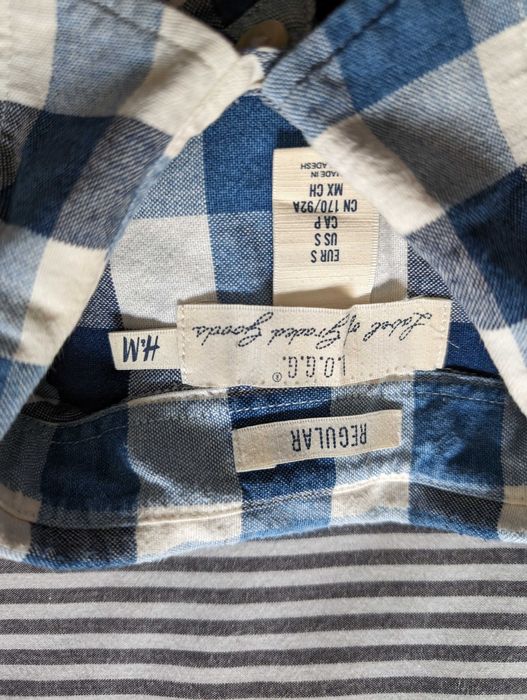 REGULAR
L.O.G.G.®
Label of Graded Goods
H&M
EUR S
US S
CA P
CN 170/92A
MX CH
MADE IN
ADESH